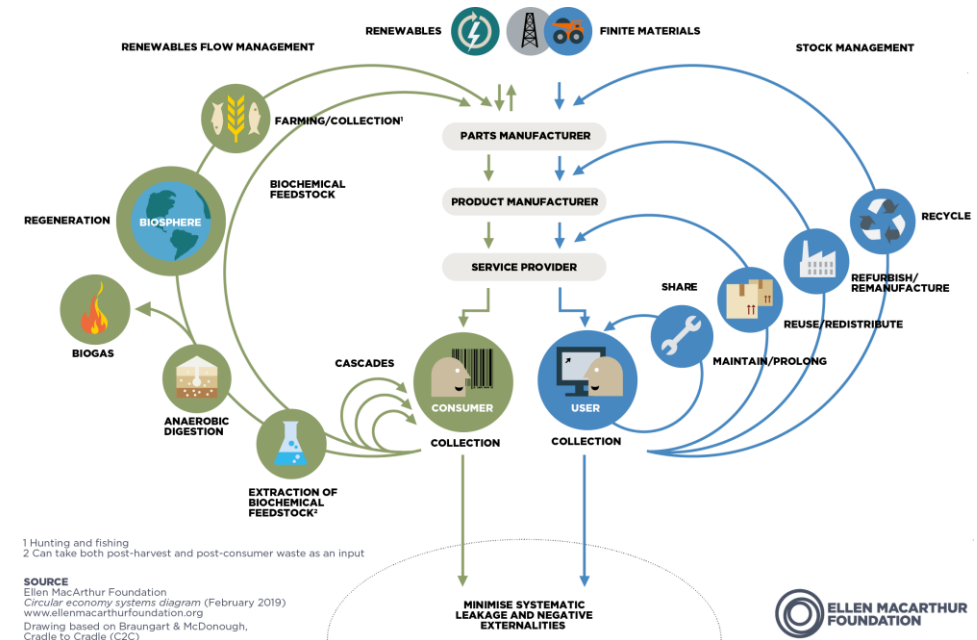 RENEWABLES
FINITE MATERIALS
RENEWABLES FLOW MANAGEMENT
STOCK MANAGEMENT
FARMING/COLLECTION¹
PARTS MANUFACTURER
BIOCHEMICAL
FEEDSTOCK
PRODUCT MANUFACTURER
REGENERATION
BIOSPHERE
RECYCLE
SERVICE PROVIDER
SHARE
REFURBISH/
REMANUFACTURE
REUSE/REDISTRIBUTE
BIOGAS
CASCADES
MAINTAIN/PROLONG
CONSUMER
USER
ANAEROBIC
DIGESTION
COLLECTION
COLLECTION
EXTRACTION OF
BIOCHEMICAL
FEEDSTOCK²
1 Hunting and fishing
2 Can take both post-harvest and post-consumer waste as an input
SOURCE
Ellen MacArthur Foundation
Circular economy systems diagram (February 2019)
www.ellenmacarthurfoundation.org
Drawing based on Braungart & McDonough,
Cradle to Cradle (C2C)
MINIMISE SYSTEMATIC
LEAKAGE AND NEGATIVE
EXTERNALITIES
ELLEN MACARTHUR
FOUNDATION